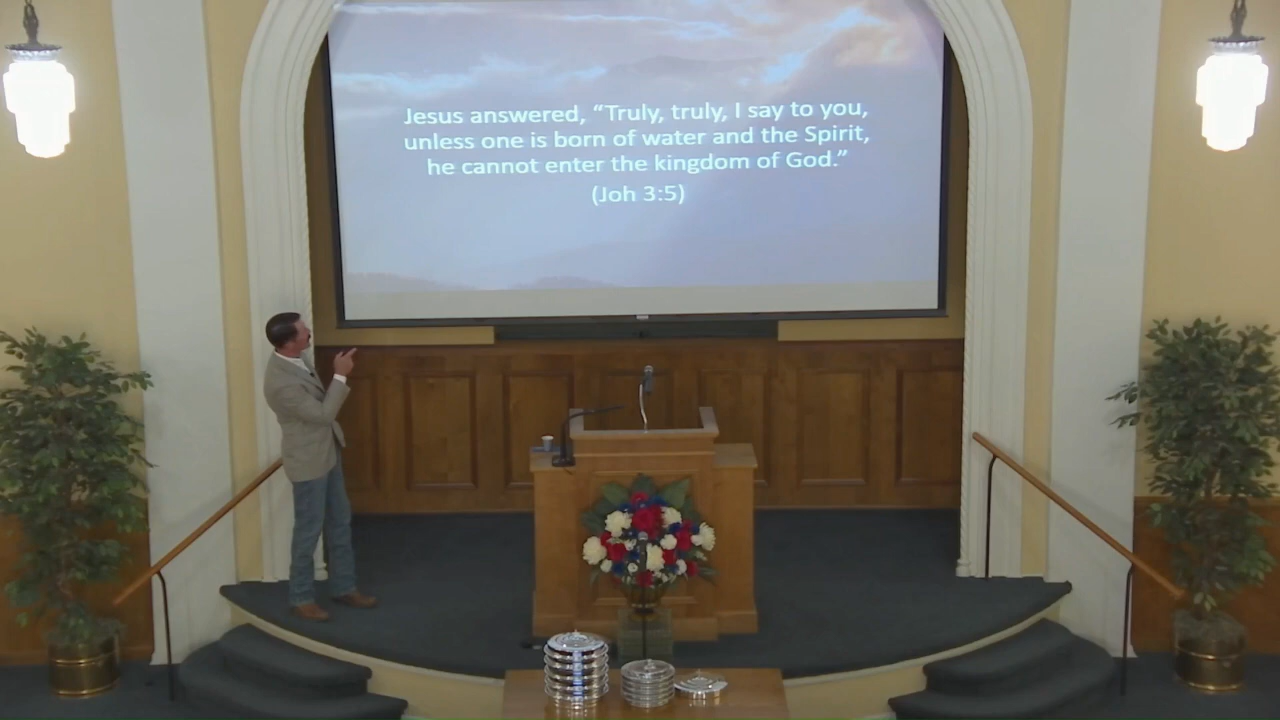 Jesus answered, “Truly, truly, I say to you,
unless one is born of water and the Spirit,
he cannot enter the kingdom of God.”
(Joh 3:5)